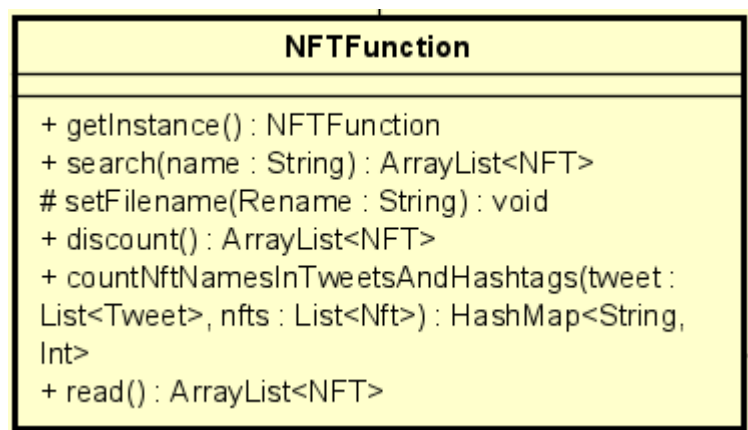 NFTFunction
+ getInstance() : NFTFunction
+ search(name : String) : ArrayList<NFT>
# setFilename(Rename : String) : void
+ discount() : ArrayList<NFT>
+ countNftNamesInTweetsAndHashtags(tweet :
List<Tweet>, nfts : List<Nft>) : HashMap<String,
Int>
+ read() : ArrayList<NFT>